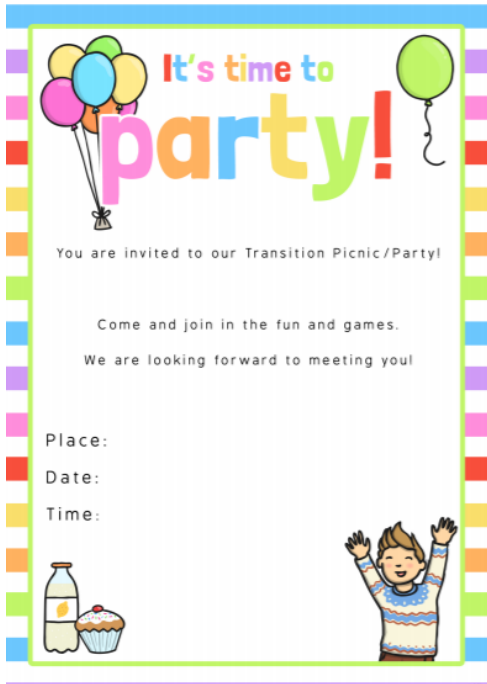 It's time to
party!
You are invited to our Transition Picnic/Party!
Come and join in the fun and games.
We are looking forward to meeting you!
Place:
Date:
Time: